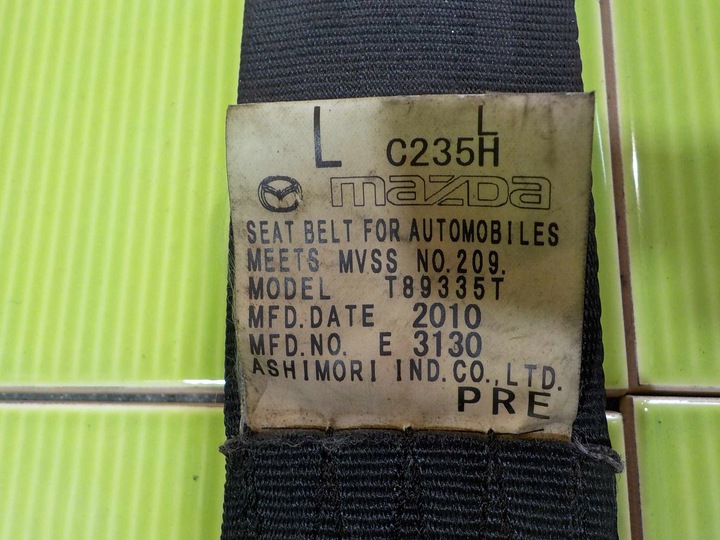 L L
C235H
mazda
SEAT BELT FOR AUTOMOBILES
MEETS MVSS NO.209.
MODEL T89335T
MFD.DATE 2010
MFD.NO. E 3130
ASHIMORI IND.CO.,LTD.
PRE